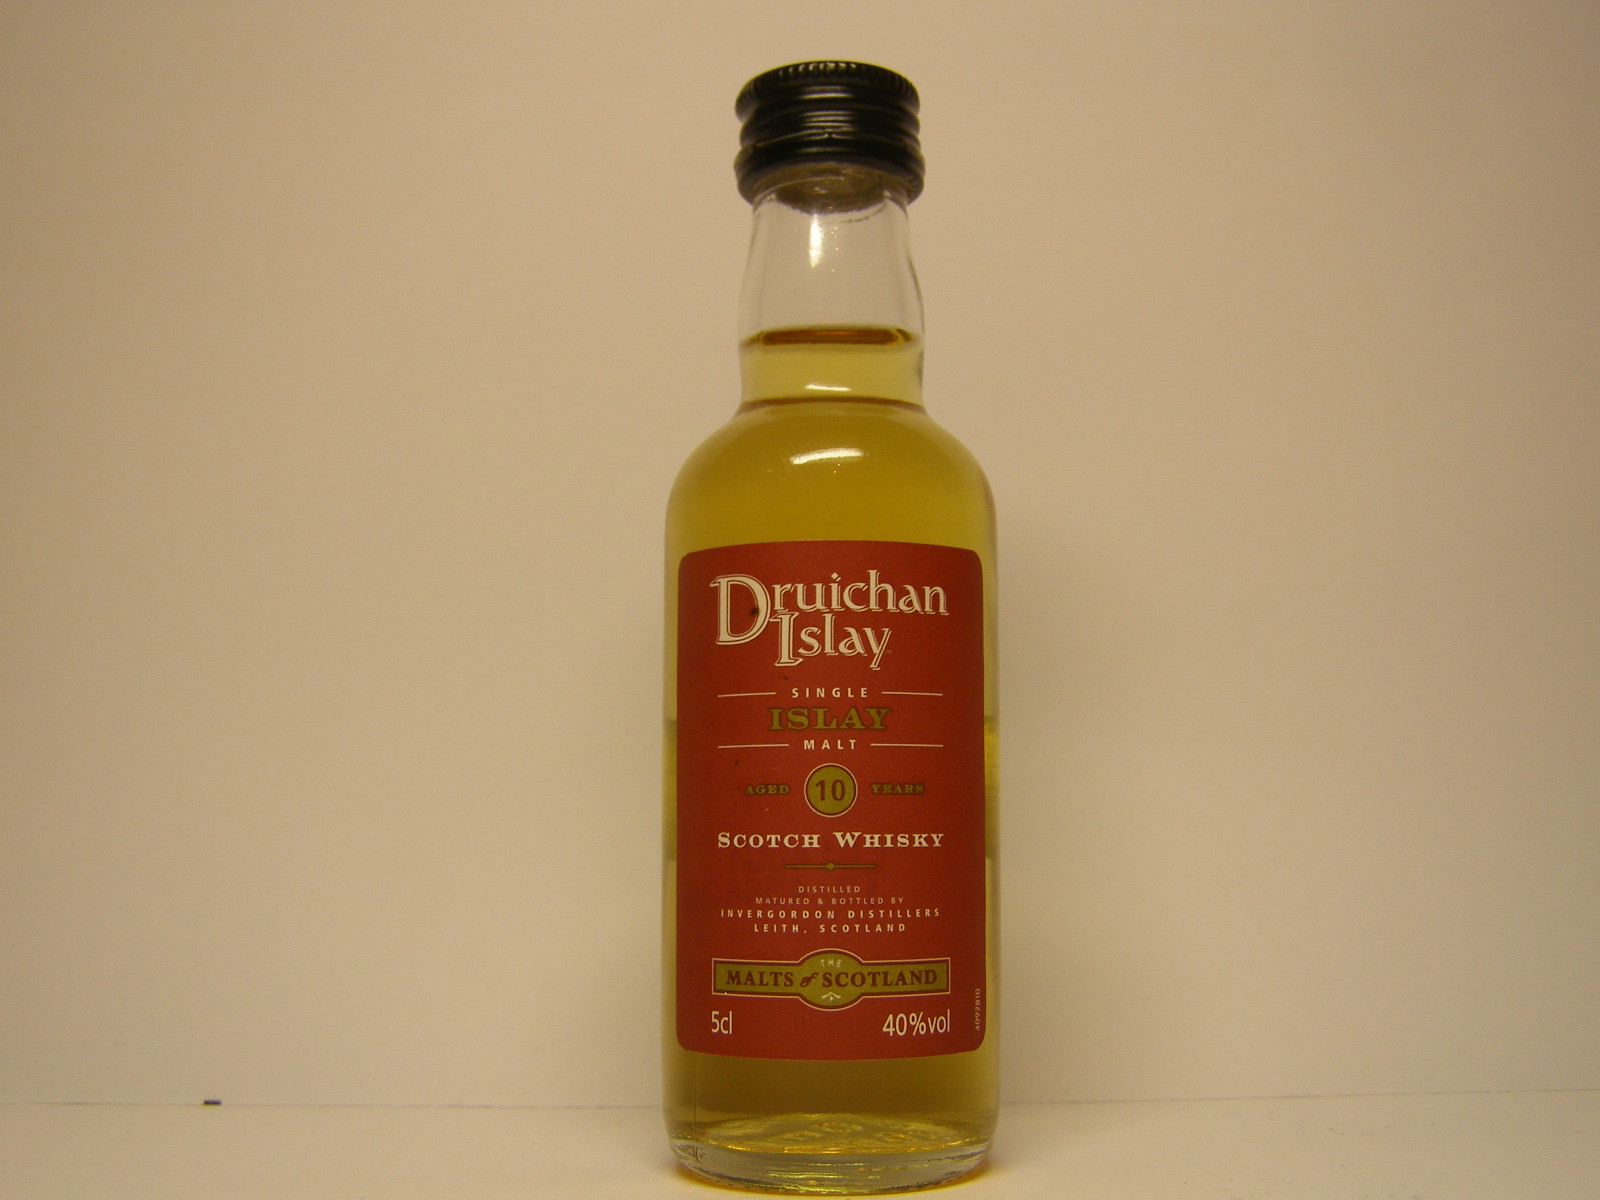 Druichan
Islay
SINGLE
ISLAY
MALT
AGED 10 YEARS
SCOTCH WHISKY
DISTILLED
MATURED & BOTTLED BY
INVERGORDON DISTILLERS
LEITH, SCOTLAND
THE
MALTS of SCOTLAND
5cl 40%vol
4092810